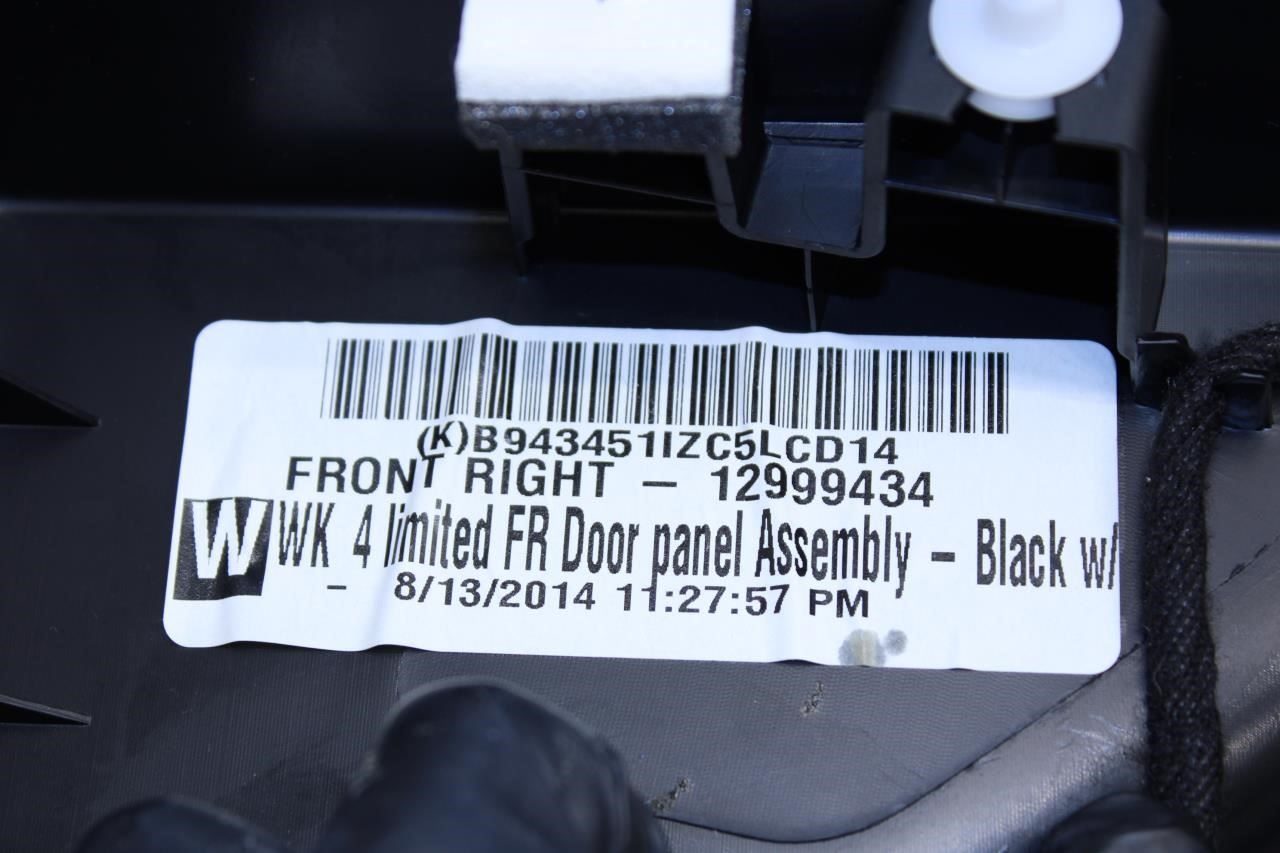 (K)B943451IZC5LCD14
FRONT RIGHT - 12999434
W WK 4 limited FR Door panel Assembly - Black w/
- 8/13/2014 11:27:57 PM